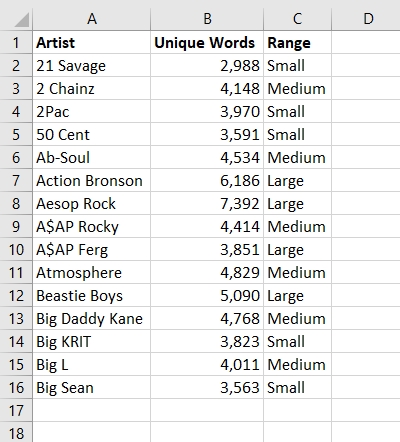 A B C D
1 Artist Unique Words Range
2 21 Savage 2,988 Small
3 2 Chainz 4,148 Medium
4 2Pac 3,970 Small
5 50 Cent 3,591 Small
6 Ab-Soul 4,534 Medium
7 Action Bronson 6,186 Large
8 Aesop Rock 7,392 Large
9 A$AP Rocky 4,414 Medium
10 A$AP Ferg 3,851 Large
11 Atmosphere 4,829 Medium
12 Beastie Boys 5,090 Large
13 Big Daddy Kane 4,768 Medium
14 Big KRIT 3,823 Small
15 Big L 4,011 Medium
16 Big Sean 3,563 Small
17
18